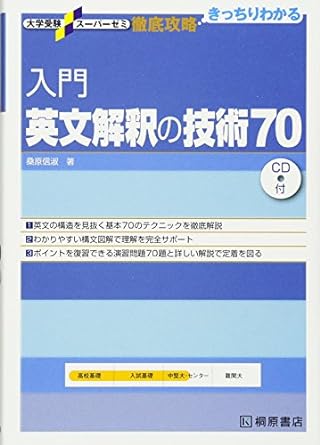 大学受験 スーパーゼミ 徹底攻略・きっちりわかる
入門
英文解釈の技術70
桑原信淑 著
CD付
1英文の構造を見抜く基本70のテクニックを徹底解説
2わかりやすい構文図解で理解を完全サポート
3ポイントを復習できる演習問題70題と詳しい解説で定着を図る
高校基礎 入試基礎 中堅大・センター 難関大
K 桐原書店